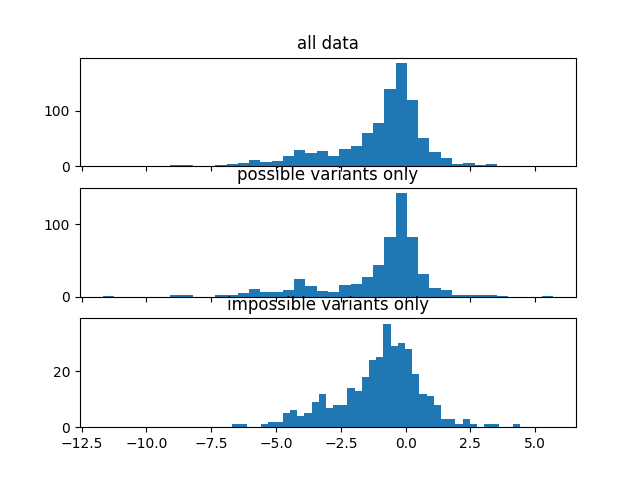 all data
100
0
possible variants only
100
0
impossible variants only
20
0
−12.5 −10.0 −7.5 −5.0 −2.5 0.0 2.5 5.0